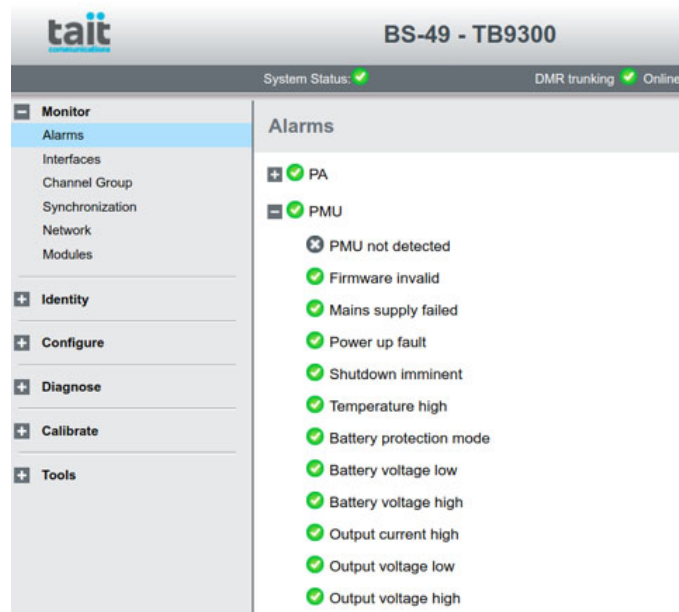 tait
communications
BS-49 - TB9300
System Status:
DMR trunking
Online
Monitor
Alarms
Interfaces
Channel Group
Synchronization
Network
Modules
Identity
Configure
Diagnose
Calibrate
Tools
Alarms
PA
PMU
PMU not detected
Firmware invalid
Mains supply failed
Power up fault
Shutdown imminent
Temperature high
Battery protection mode
Battery voltage low
Battery voltage high
Output current high
Output voltage low
Output voltage high